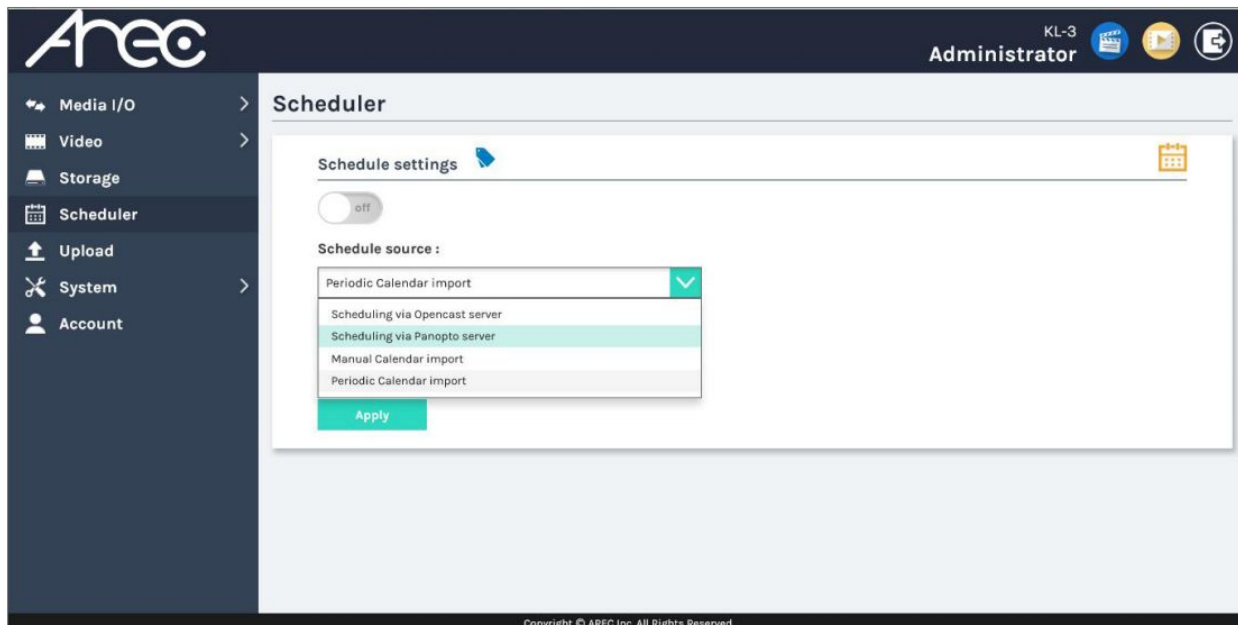 Arec
KL-3
Administrator
Media I/O
Video
Storage
Scheduler
Upload
System
Account
Scheduler
Schedule settings
off
Schedule source :
Periodic Calendar import
Scheduling via Opencast server
Scheduling via Panopto server
Manual Calendar import
Periodic Calendar import
Apply
Copyright © AREC Inc. All Rights Reserved.